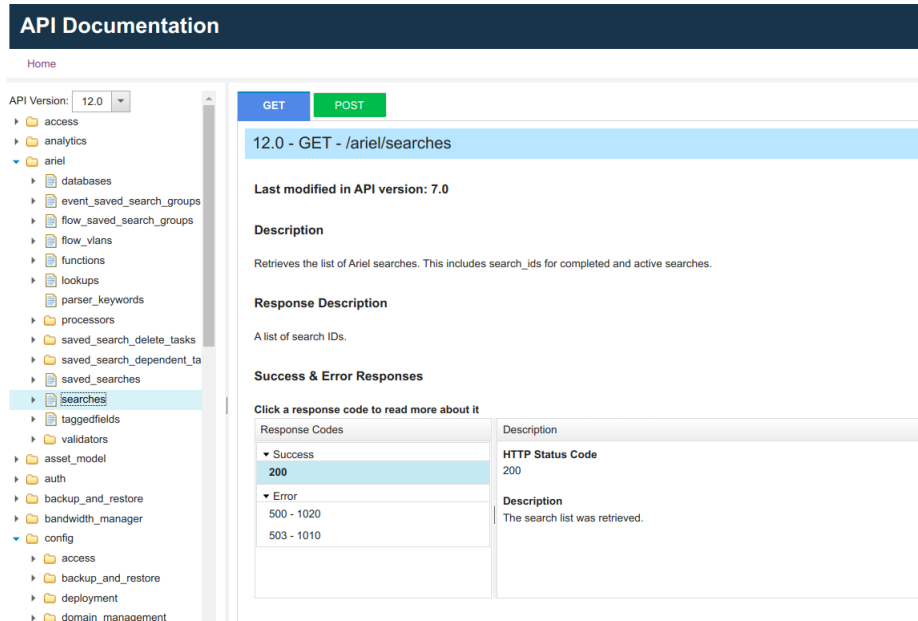 API Documentation
Home
API Version: 12.0
access
analytics
ariel
databases
event_saved_search_groups
flow_saved_search_groups
flow_vlans
functions
lookups
parser_keywords
processors
saved_search_delete_tasks
saved_search_dependent_ta
saved_searches
searches
taggedfields
validators
asset_model
auth
backup_and_restore
bandwidth_manager
config
access
backup_and_restore
deployment
domain_management
GET POST
12.0 - GET - /ariel/searches
Last modified in API version: 7.0
Description
Retrieves the list of Ariel searches. This includes search_ids for completed and active searches.
Response Description
A list of search IDs.
Success & Error Responses
Click a response code to read more about it
Response Codes
Success
200
Error
500 - 1020
503 - 1010
Description
HTTP Status Code
200
Description
The search list was retrieved.